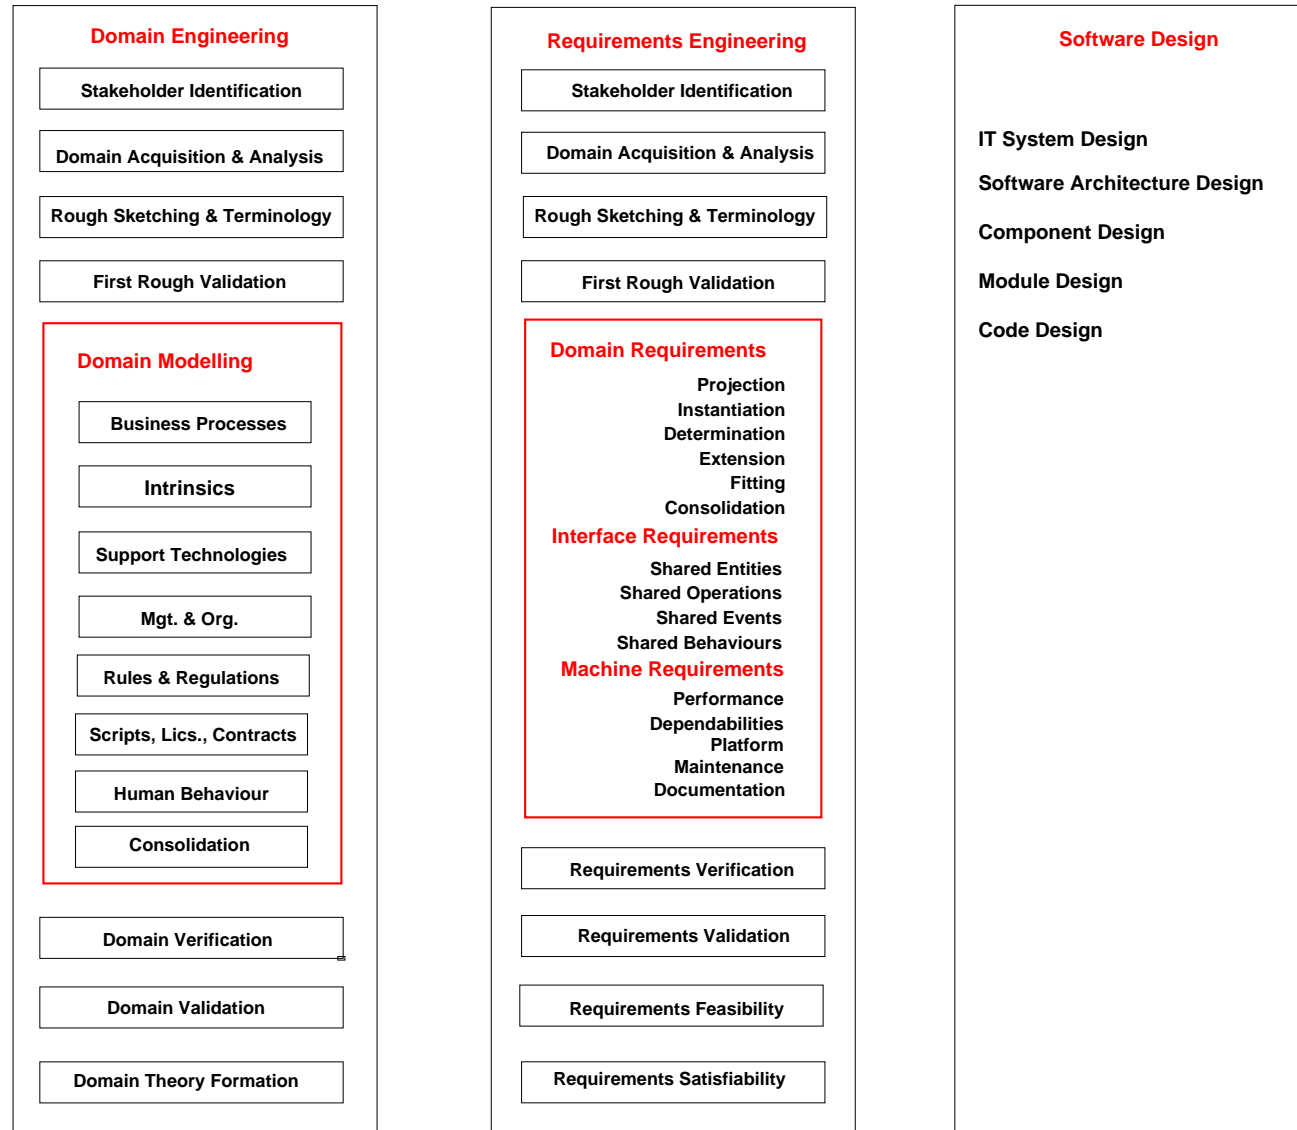 Domain Engineering
Stakeholder Identification
Domain Acquisition & Analysis
Rough Sketching & Terminology
First Rough Validation
Domain Modelling
Business Processes
Intrinsics
Support Technologies
Mgt. & Org.
Rules & Regulations
Scripts, Lics., Contracts
Human Behaviour
Consolidation
Domain Verification
Domain Validation
Domain Theory Formation
Requirements Engineering
Stakeholder Identification
Domain Acquisition & Analysis
Rough Sketching & Terminology
First Rough Validation
Domain Requirements
Projection
Instantiation
Determination
Extension
Fitting
Consolidation
Interface Requirements
Shared Entities
Shared Operations
Shared Events
Shared Behaviours
Machine Requirements
Performance
Dependabilities
Platform
Maintenance
Documentation
Requirements Verification
Requirements Validation
Requirements Feasibility
Requirements Satisfiability
Software Design
IT System Design
Software Architecture Design
Component Design
Module Design
Code Design